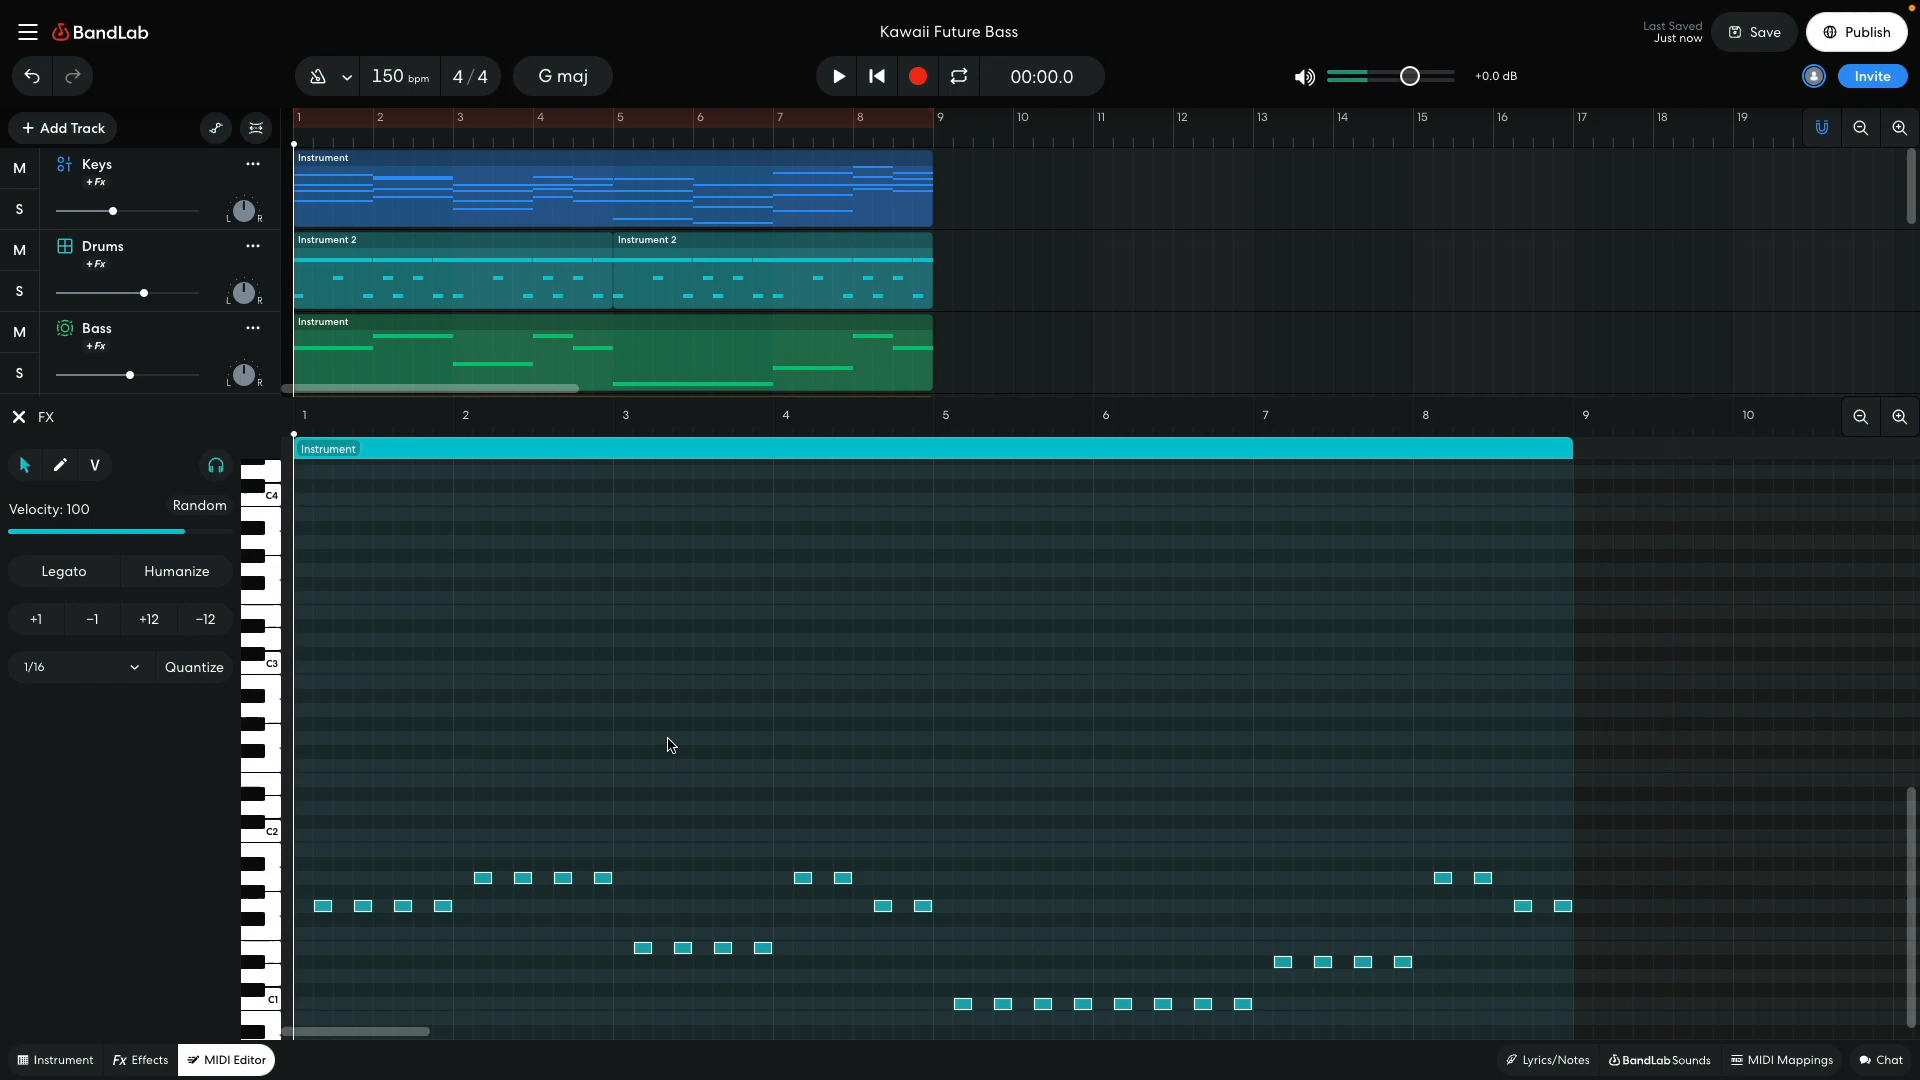 BandLab
Kawaii Future Bass
Last Saved
Just now
Save
Publish
150 bpm
4/4
G maj
00:00.0
+0.0 dB
Invite
+ Add Track
1 2 3 4 5 6 7 8 9 10 11 12 13 14 15 16 17 18 19
M
Keys
+Fx
S
L R
Instrument
M
Drums
+Fx
S
L R
Instrument 2
Instrument 2
M
Bass
+Fx
S
L R
Instrument
FX
1 2 3 4 5 6 7 8 9 10
Instrument
V
Velocity: 100
Random
Legato
Humanize
+1
-1
+12
-12
1/16
Quantize
C4
C3
C2
C1
Instrument
Fx Effects
MIDI Editor
Lyrics/Notes
BandLab Sounds
MIDI Mappings
Chat